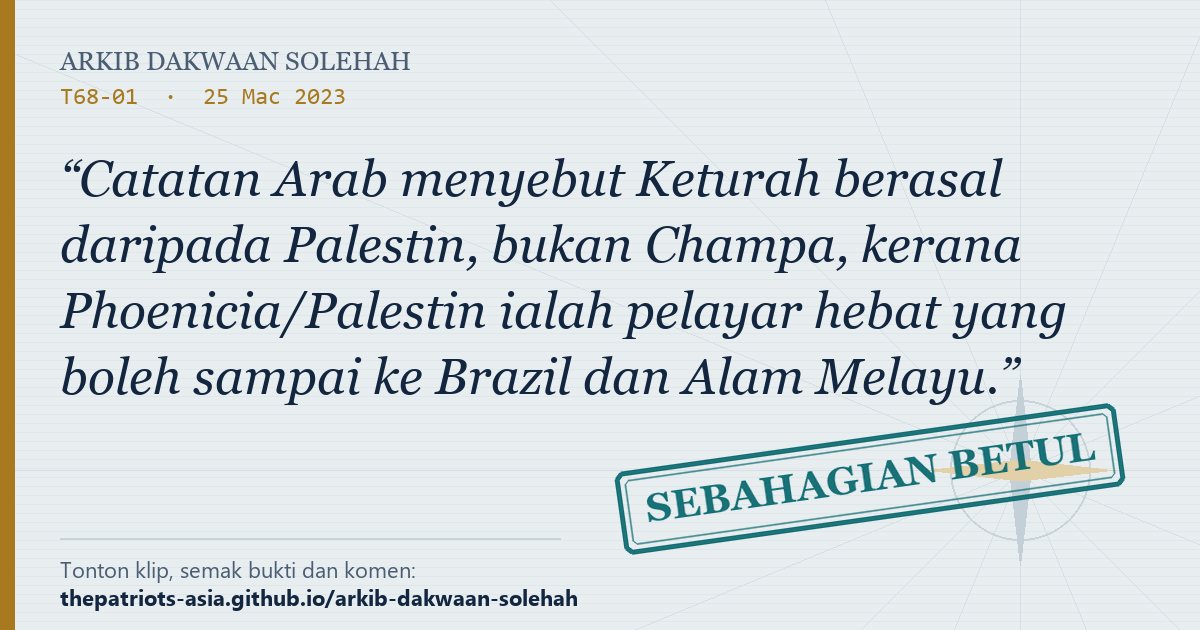 ARKIB DAKWAAN SOLEHAH
T68-01 · 25 Mac 2023
“Catatan Arab menyebut Keturah berasal
daripada Palestin, bukan Champa, kerana
Phoenicia/Palestin ialah pelayar hebat yang
boleh sampai ke Brazil dan Alam Melayu.”
SEBAHAGIAN BETUL
Tonton klip, semak bukti dan komen:
thepatriots-asia.github.io/arkib-dakwaan-solehah